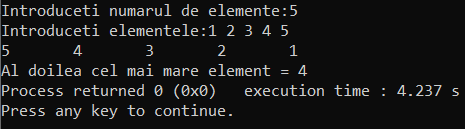 Introduceti numarul de elemente:5
Introduceti elementele:1 2 3 4 5
5       4       3       2       1
Al doilea cel mai mare element = 4
Process returned 0 (0x0)   execution time : 4.237 s
Press any key to continue.